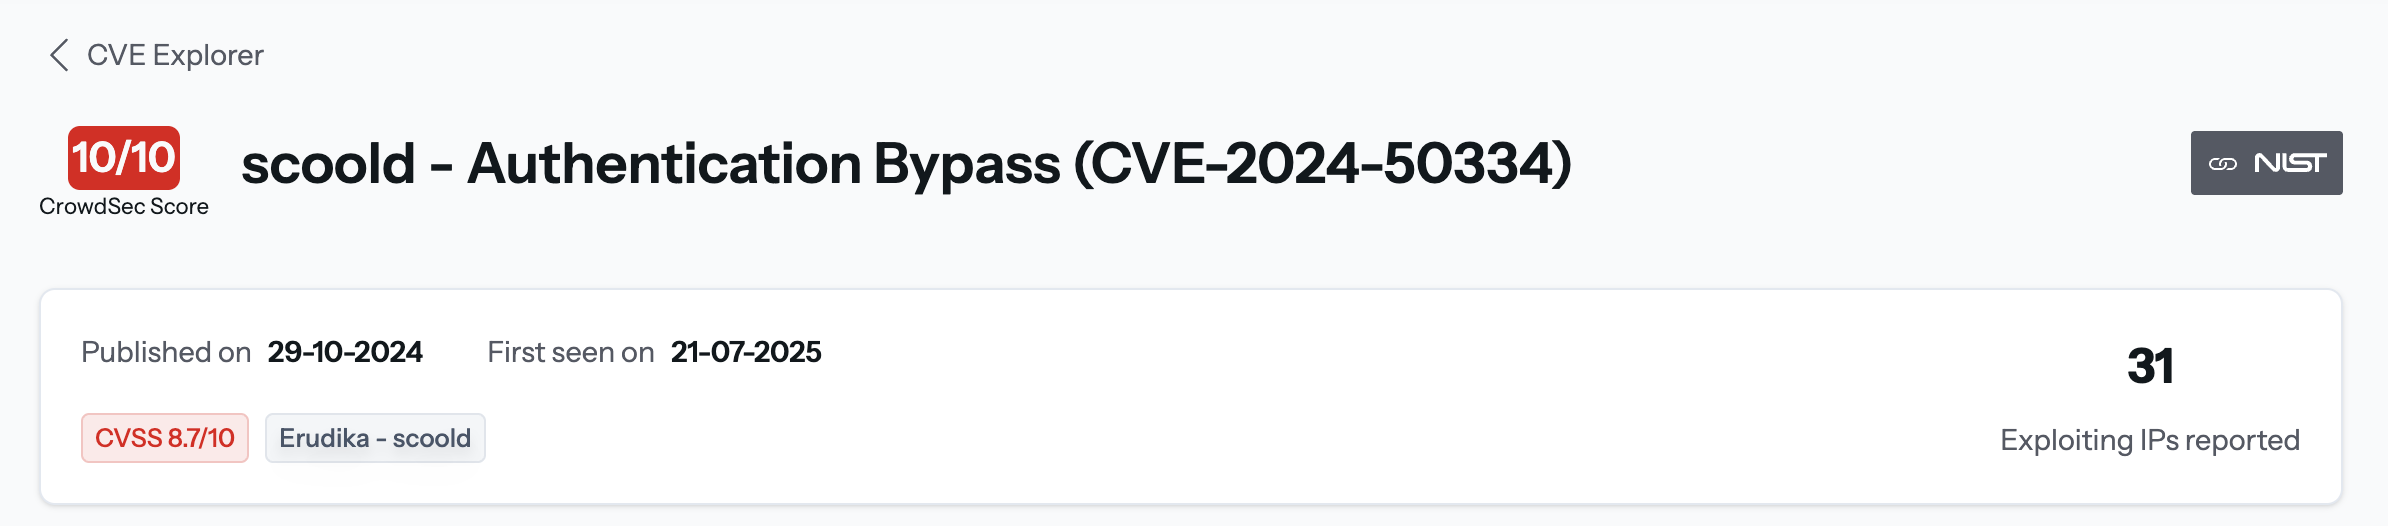 CVE Explorer
10/10
CrowdSec Score
scoold - Authentication Bypass (CVE-2024-50334)
NIST
Published on 29-10-2024 First seen on 21-07-2025
31
CVSS 8.7/10 Erudika - scoold
Exploiting IPs reported